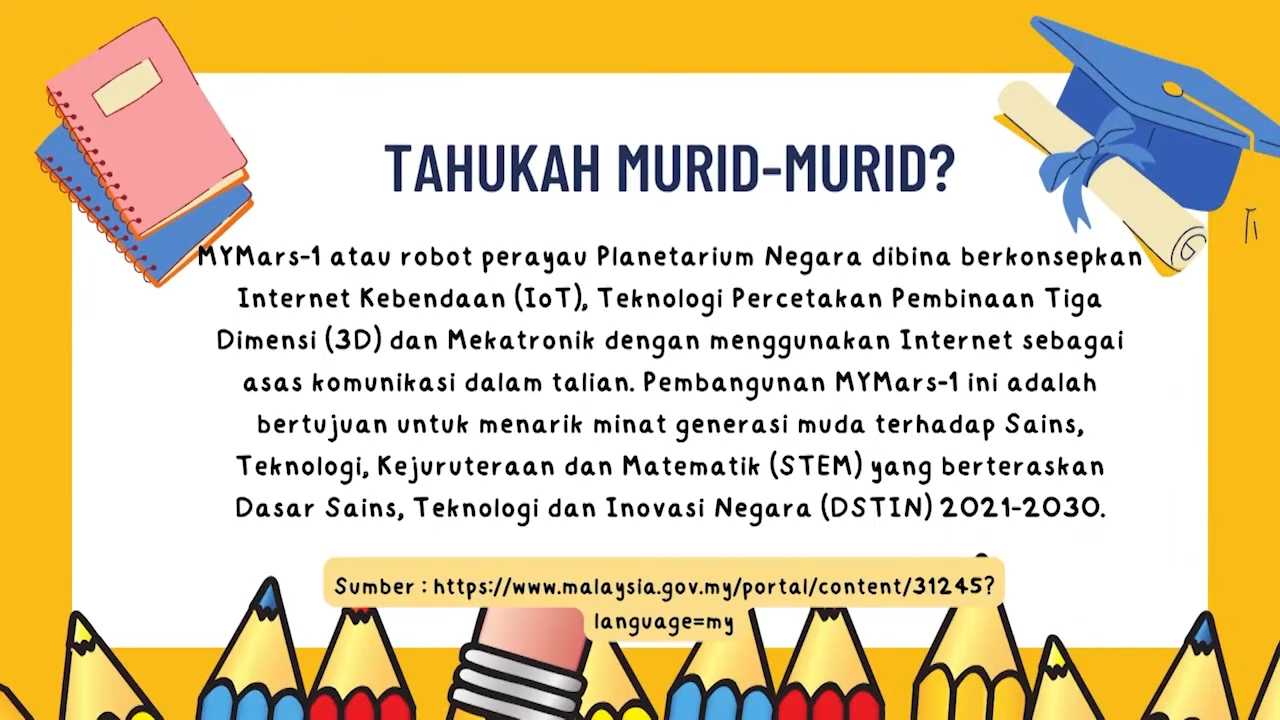 TAHUKAH MURID-MURID?
MYMars-1 atau robot perayau Planetarium Negara dibina berkonsepkan
Internet Kebendaan (IoT), Teknologi Percetakan Pembinaan Tiga
Dimensi (3D) dan Mekatronik dengan menggunakan Internet sebagai
asas komunikasi dalam talian. Pembangunan MYMars-1 ini adalah
bertujuan untuk menarik minat generasi muda terhadap Sains,
Teknologi, Kejuruteraan dan Matematik (STEM) yang berteraskan
Dasar Sains, Teknologi dan Inovasi Negara (DSTIN) 2021-2030.
Sumber : https://www.malaysia.gov.my/portal/content/31245?
language=my